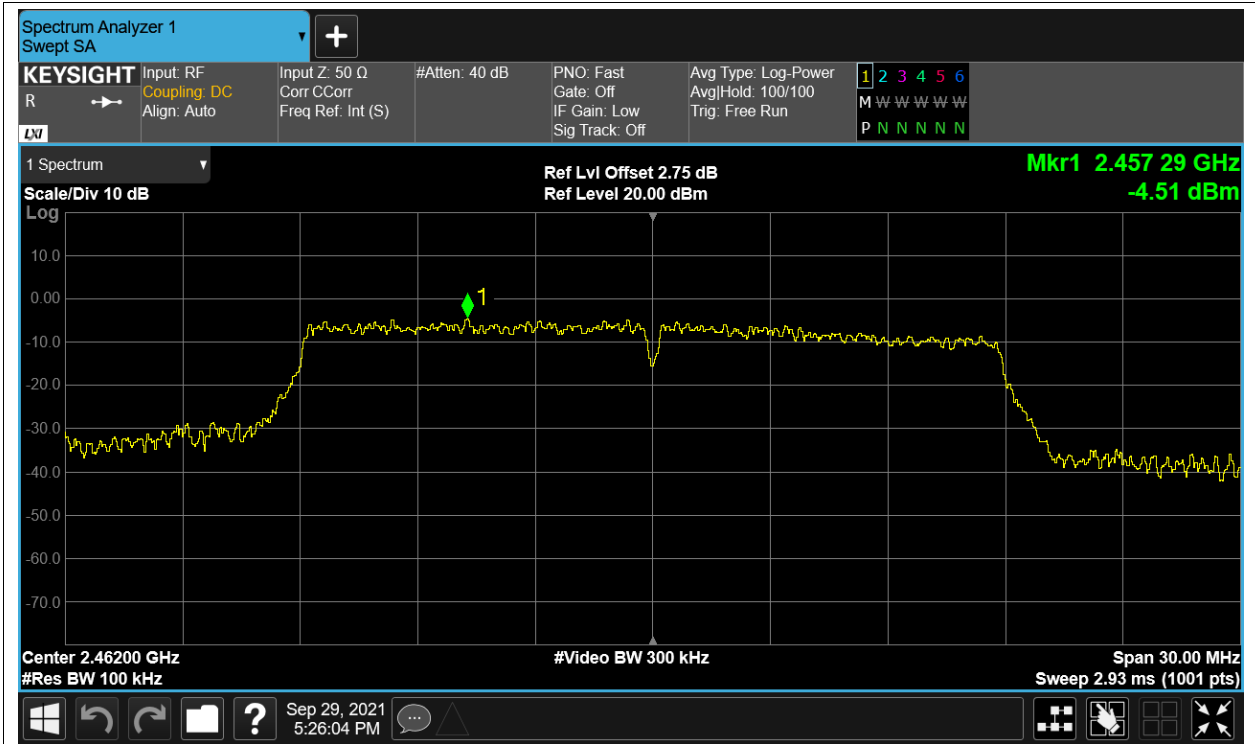 Spectrum Analyzer 1
Swept SA
KEYSIGHT
R
LXI
Input: RF
Coupling: DC
Align: Auto
Input Z: 50 Ω
Corr CCorr
Freq Ref: Int (S)
#Atten: 40 dB
PNO: Fast
Gate: Off
IF Gain: Low
Sig Track: Off
Avg Type: Log-Power
Avg|Hold: 100/100
Trig: Free Run
1 2 3 4 5 6
M W W W W W
P N N N N N
1 Spectrum
Scale/Div 10 dB
Ref Lvl Offset 2.75 dB
Ref Level 20.00 dBm
Mkr1 2.457 29 GHz
-4.51 dBm
Log
10.0
0.00
1
-10.0
-20.0
-30.0
-40.0
-50.0
-60.0
-70.0
Center 2.46200 GHz
#Video BW 300 kHz
Span 30.00 MHz
#Res BW 100 kHz
Sweep 2.93 ms (1001 pts)
?
Sep 29, 2021
5:26:04 PM